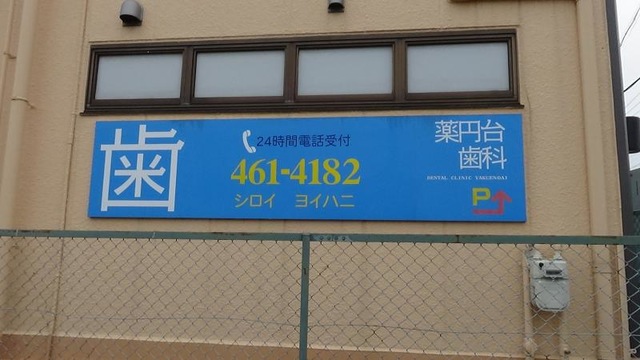 歯
24時間電話受付
461-4182
シロイ ヨイハニ
薬円台
歯科
DENTAL CLINIC YAKUENDAI
P